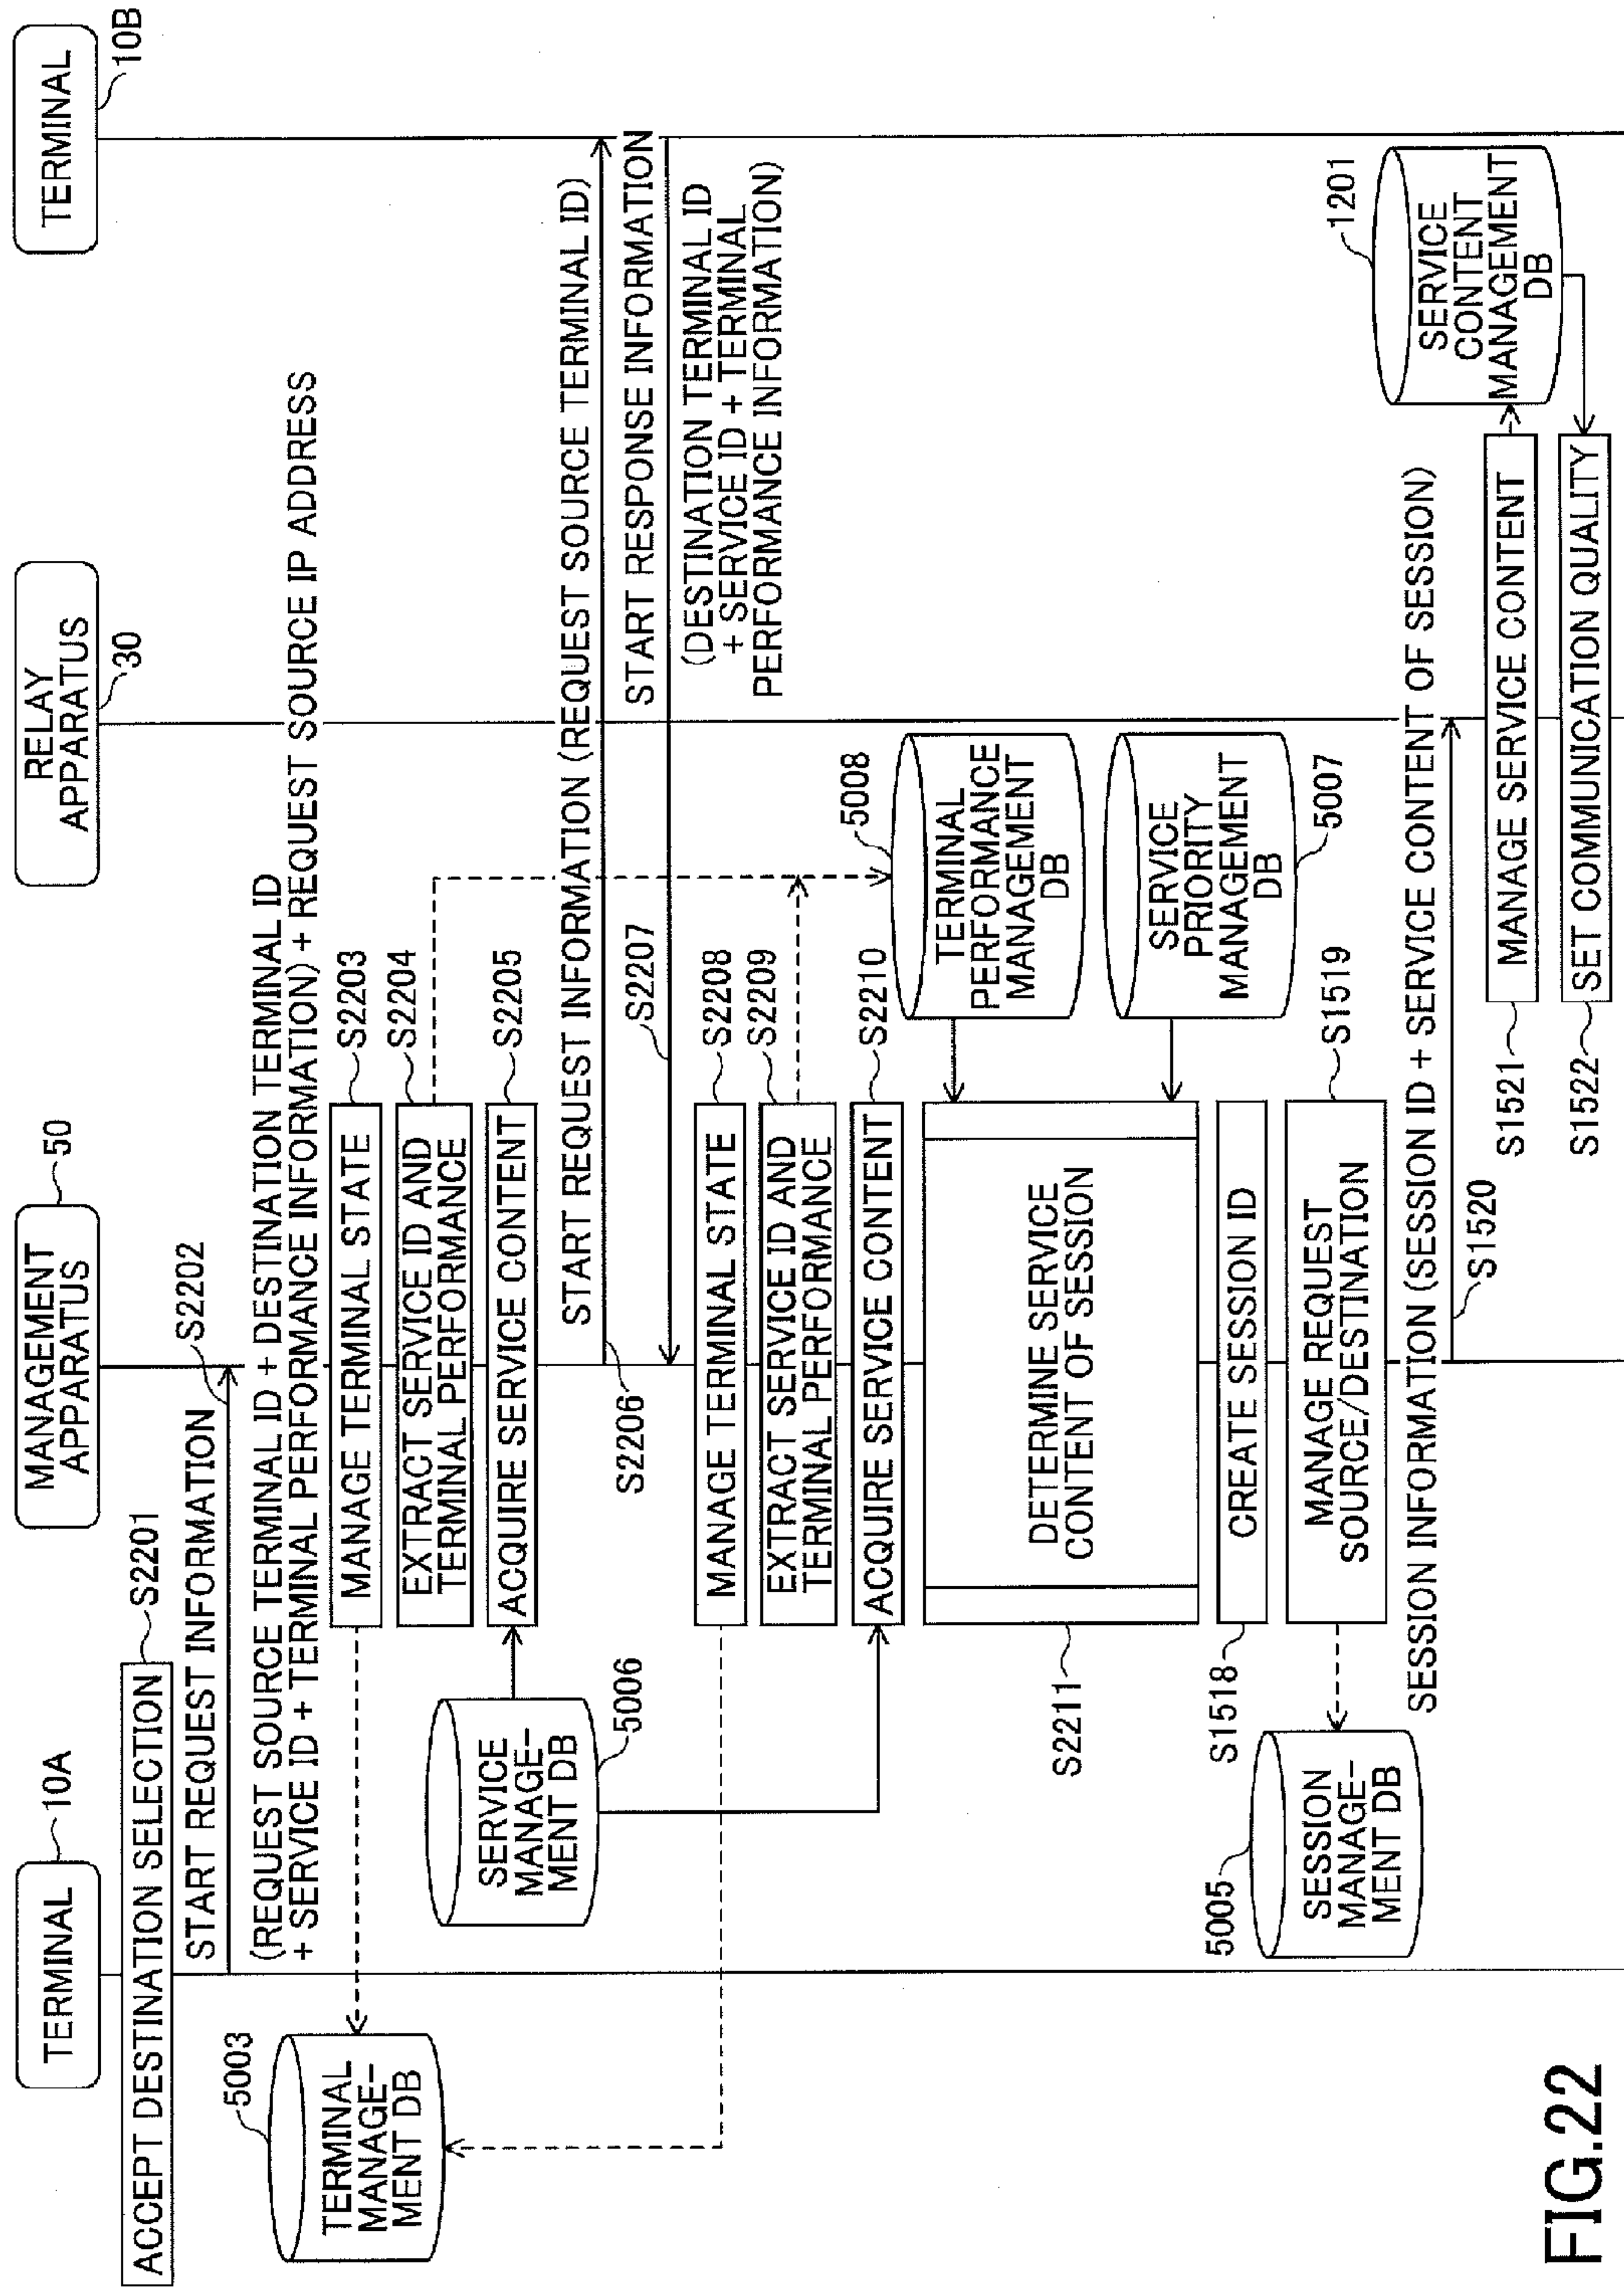 TERMINAL
10A
MANAGEMENT
APPARATUS
50
RELAY
APPARATUS
30
TERMINAL
10B
ACCEPT DESTINATION SELECTION
S2201
START REQUEST INFORMATION
S2202
(REQUEST SOURCE TERMINAL ID + DESTINATION TERMINAL ID
+ SERVICE ID + TERMINAL PERFORMANCE INFORMATION) + REQUEST SOURCE IP ADDRESS
5003
TERMINAL
MANAGE-
MENT DB
MANAGE TERMINAL STATE
S2203
EXTRACT SERVICE ID AND
TERMINAL PERFORMANCE
S2204
ACQUIRE SERVICE CONTENT
S2205
SERVICE
MANAGE-
MENT DB
5006
START REQUEST INFORMATION (REQUEST SOURCE TERMINAL ID)
S2206
START RESPONSE INFORMATION
S2207
(DESTINATION TERMINAL ID
+ SERVICE ID + TERMINAL
PERFORMANCE INFORMATION)
MANAGE TERMINAL STATE
S2208
EXTRACT SERVICE ID AND
TERMINAL PERFORMANCE
S2209
ACQUIRE SERVICE CONTENT
S2210
5008
TERMINAL
PERFORMANCE
MANAGEMENT
DB
DETERMINE SERVICE
CONTENT OF SESSION
S2211
SERVICE
PRIORITY
MANAGEMENT
DB
5007
CREATE SESSION ID
S1518
MANAGE REQUEST
SOURCE/DESTINATION
S1519
5005
SESSION
MANAGE-
MENT DB
SESSION INFORMATION (SESSION ID + SERVICE CONTENT OF SESSION)
S1520
1201
SERVICE
CONTENT
MANAGEMENT
DB
S1521
MANAGE SERVICE CONTENT
S1522
SET COMMUNICATION QUALITY
FIG.22